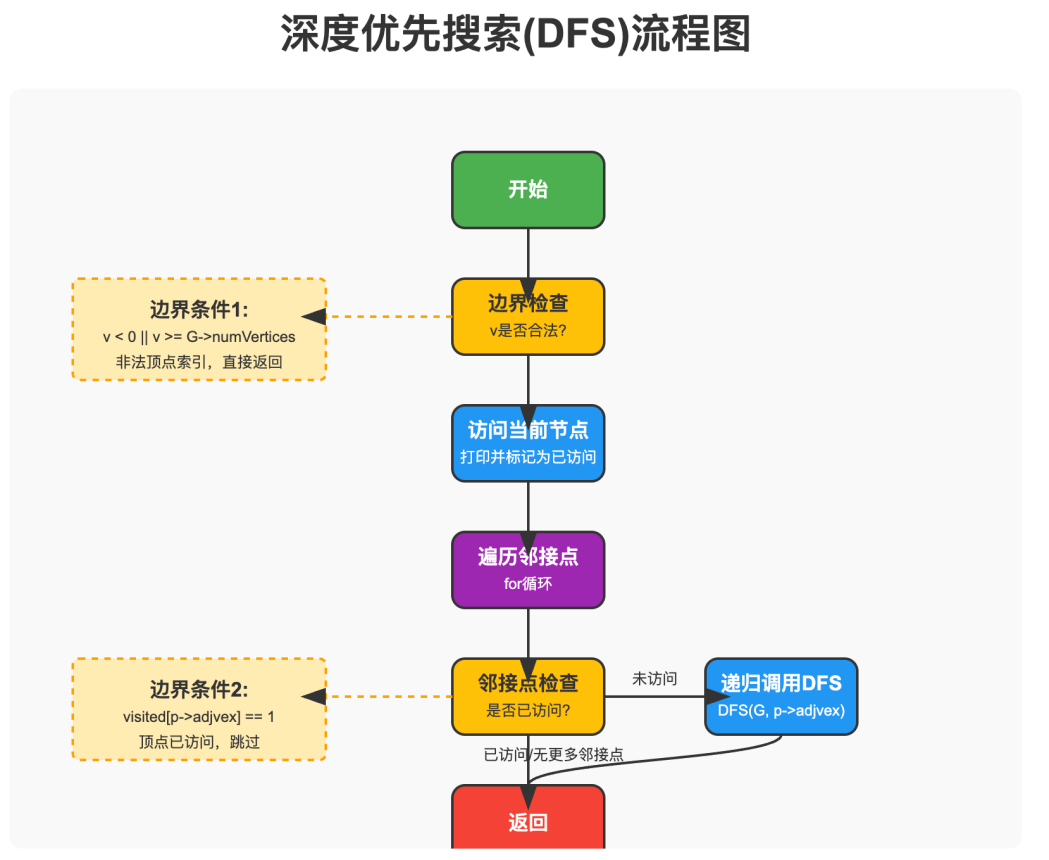 深度优先搜索(DFS)流程图
开始
边界条件1:
v < 0 || v >= G->numVertices
非法顶点索引，直接返回
边界检查
v是否合法?
访问当前节点
打印并标记为已访问
遍历邻接点
for循环
边界条件2:
visited[p->adjvex] == 1
顶点已访问，跳过
邻接点检查
是否已访问?
未访问
递归调用DFS
DFS(G, p->adjvex)
已访问/无更多邻接点
返回